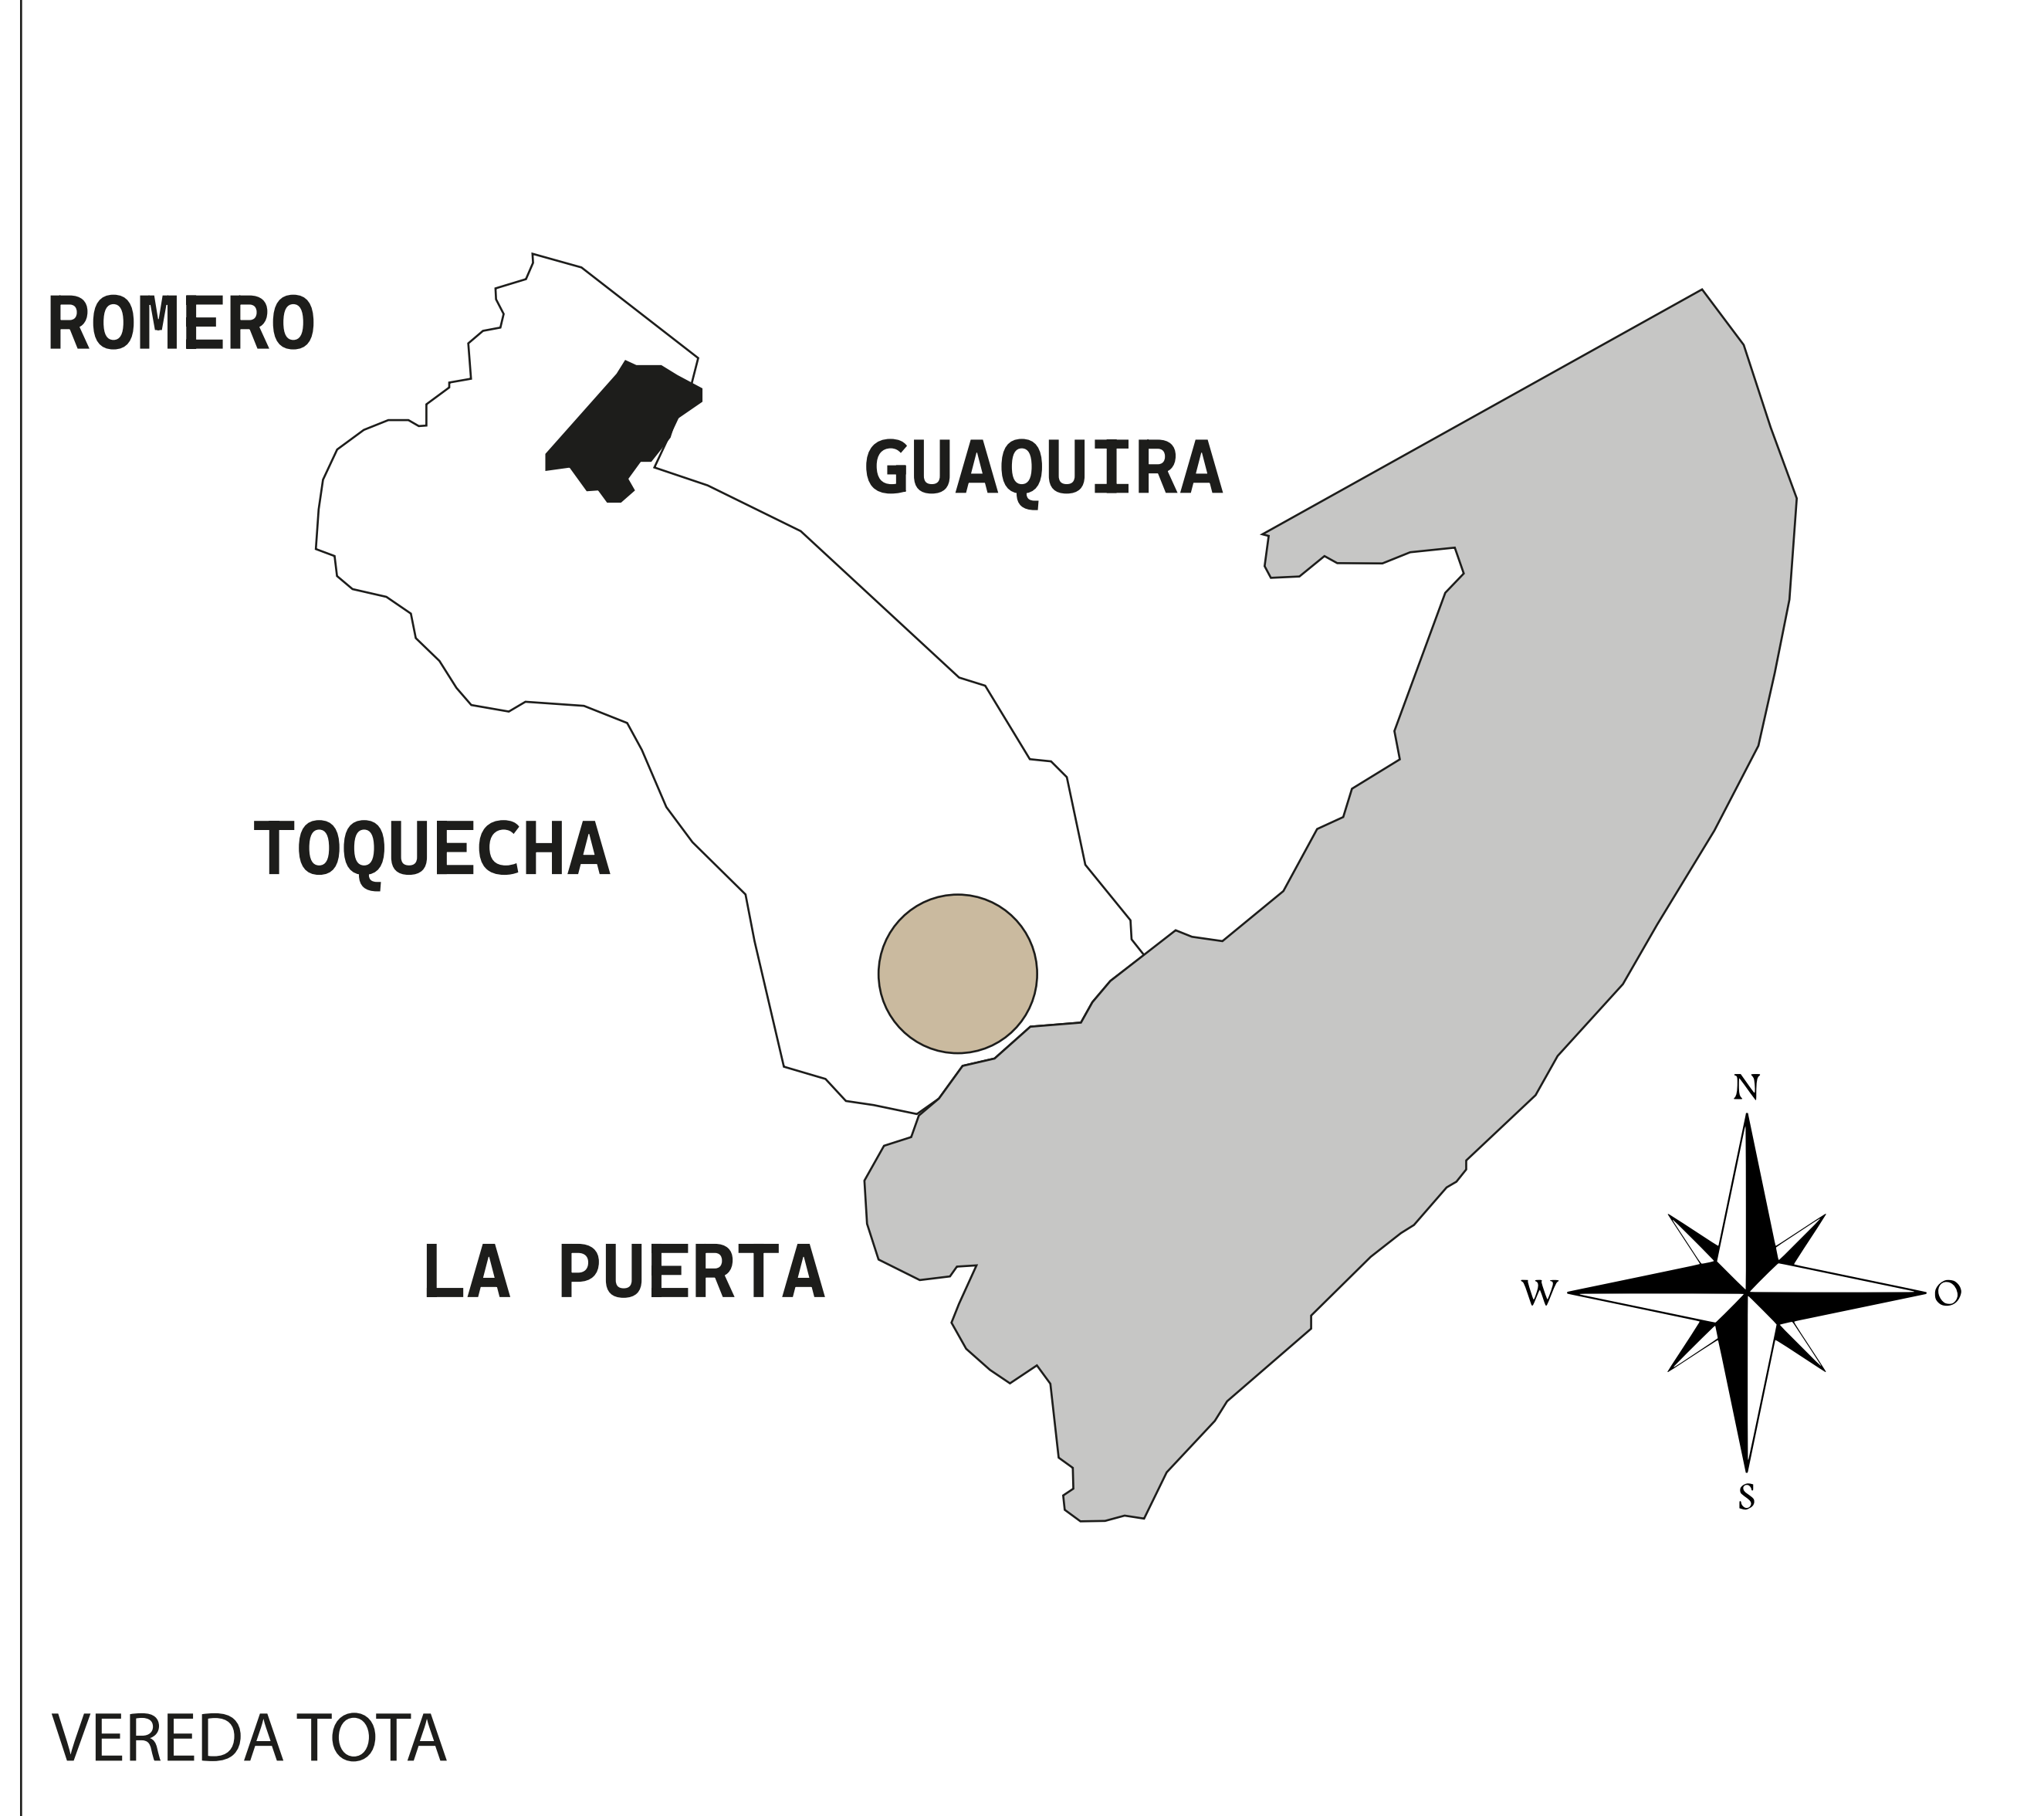 ROMERO
GUAQUIRA
TOQUECHA
N
LA PUERTA
W
O
S
VEREDA TOTA